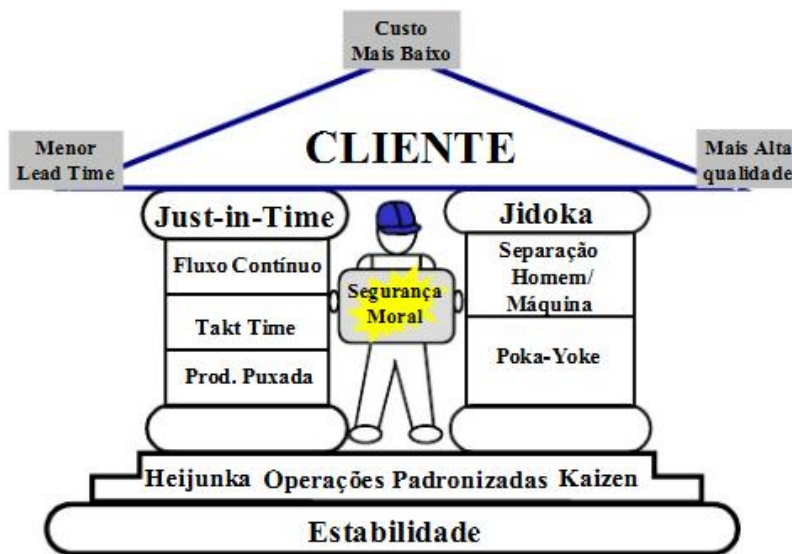 Custo
Mais Baixo
Menor
Lead Time
CLIENTE
Mais Alta
qualidade
Just-in-Time
Jidoka
Fluxo Contínuo
Takt Time
Prod. Puxada
Segurança
Moral
Separação
Homem/
Máquina
Poka-Yoke
Heijunka Operações Padronizadas Kaizen
Estabilidade